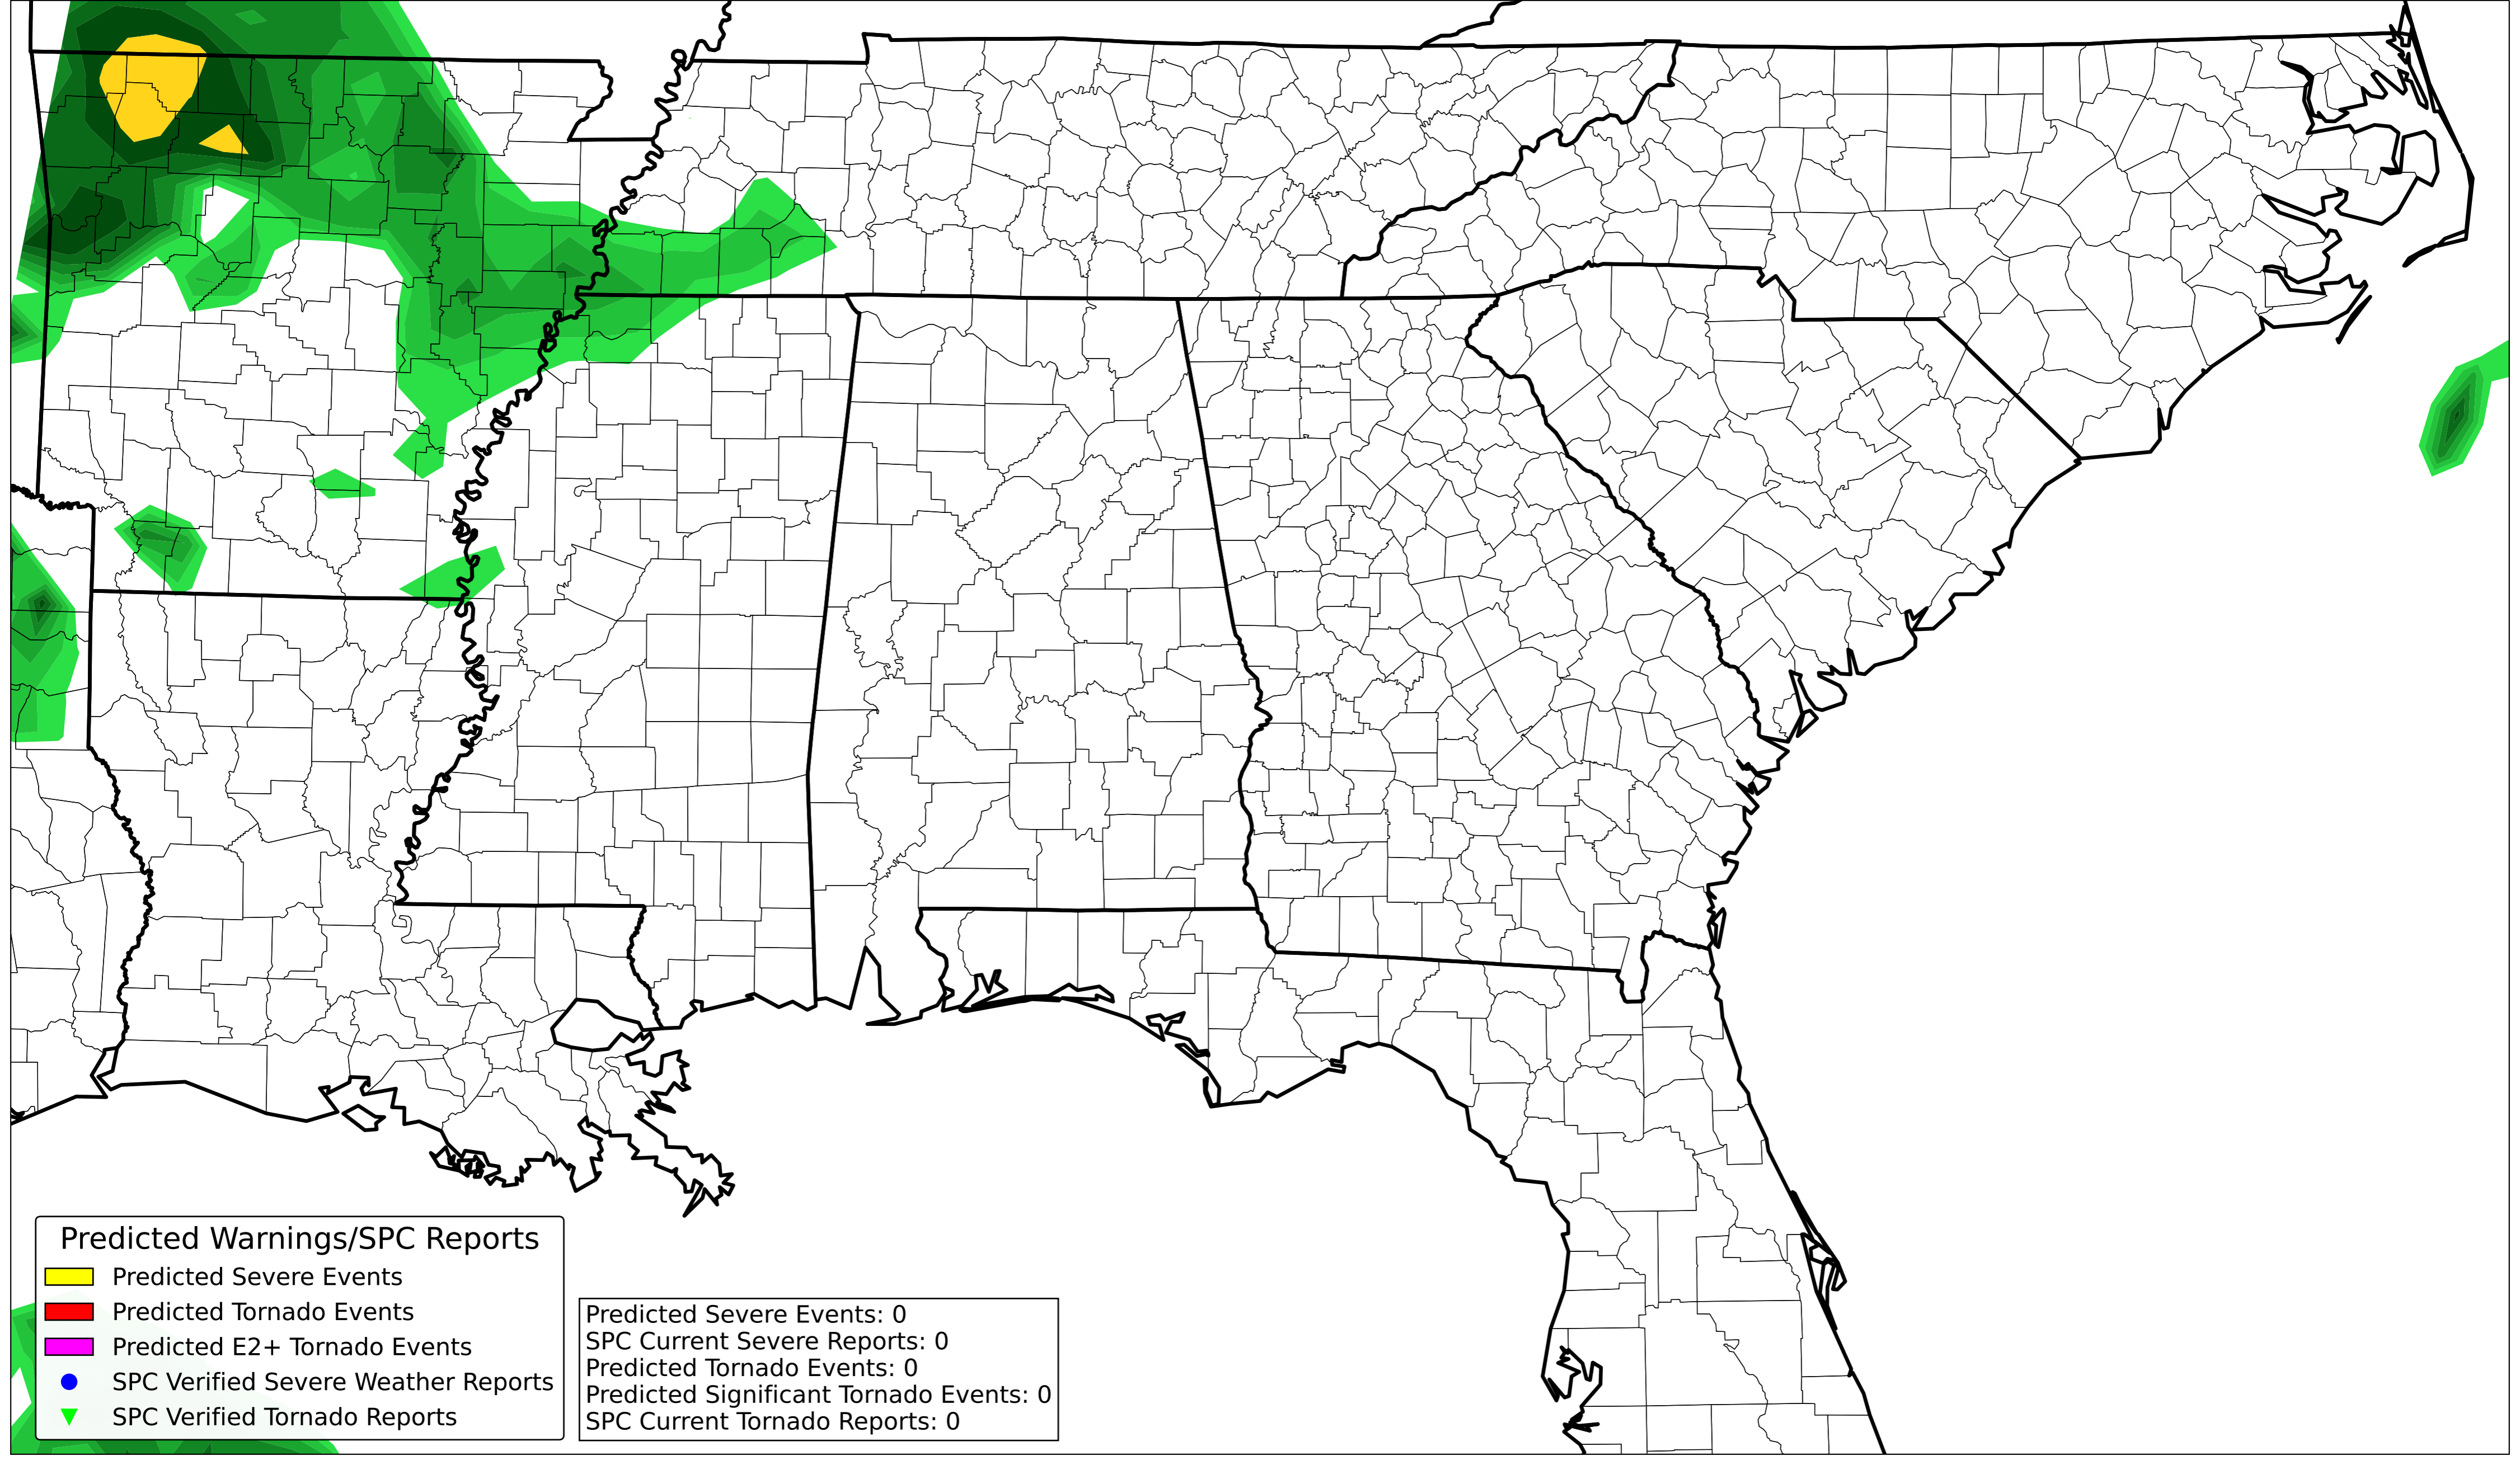 Predicted Warnings/SPC Reports
Predicted Severe Events
Predicted Tornado Events
Predicted E2+ Tornado Events
SPC Verified Severe Weather Reports
SPC Verified Tornado Reports
Predicted Severe Events: 0
SPC Current Severe Reports: 0
Predicted Tornado Events: 0
Predicted Significant Tornado Events: 0
SPC Current Tornado Reports: 0